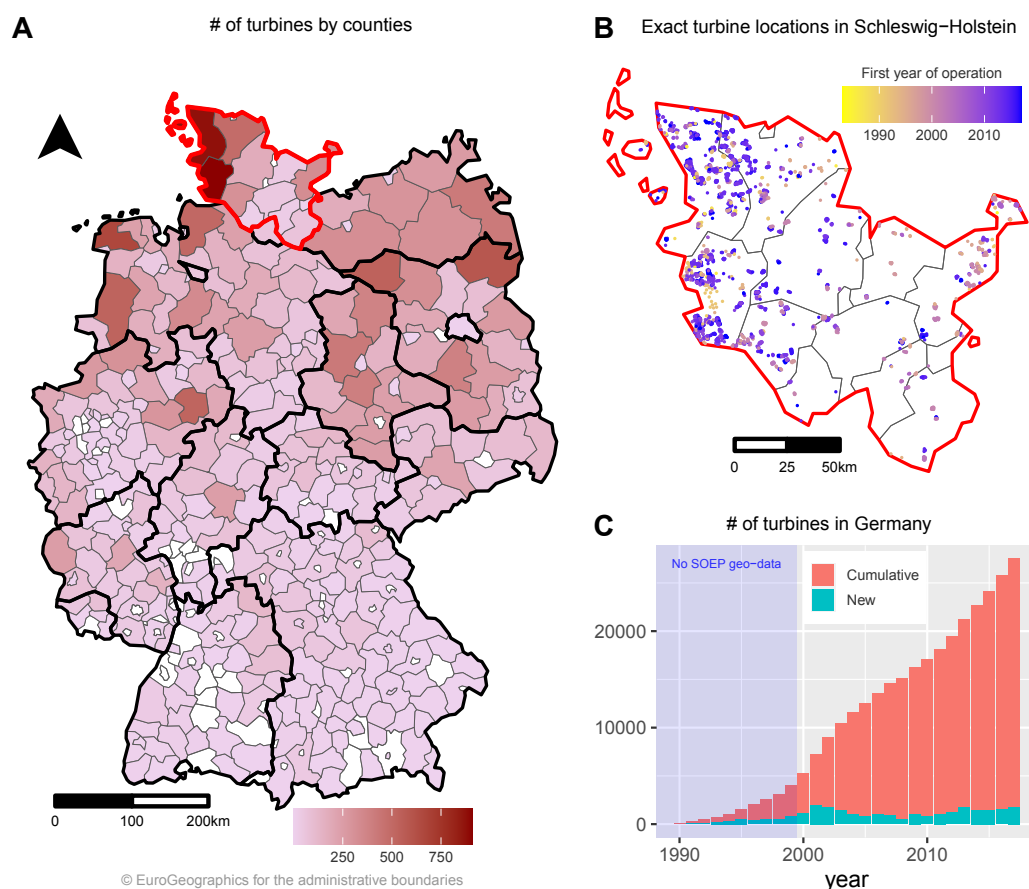 A
# of turbines by counties
0
100
200km
250
500
750
© EuroGeographics for the administrative boundaries
B
Exact turbine locations in Schleswig−Holstein
First year of operation
1990
2000
2010
0
25
50km
C
# of turbines in Germany
No SOEP geo-data
Cumulative
New
20000
10000
0
1990
2000
2010
year